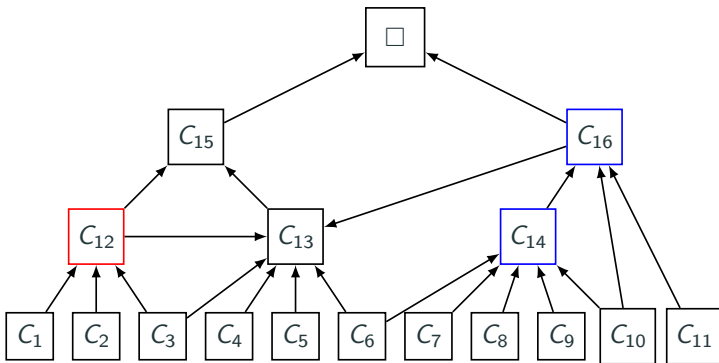 □
C₁₅ C₁₆
C₁₂ C₁₃ C₁₄
C₁ C₂ C₃ C₄ C₅ C₆ C₇ C₈ C₉ C₁₀ C₁₁